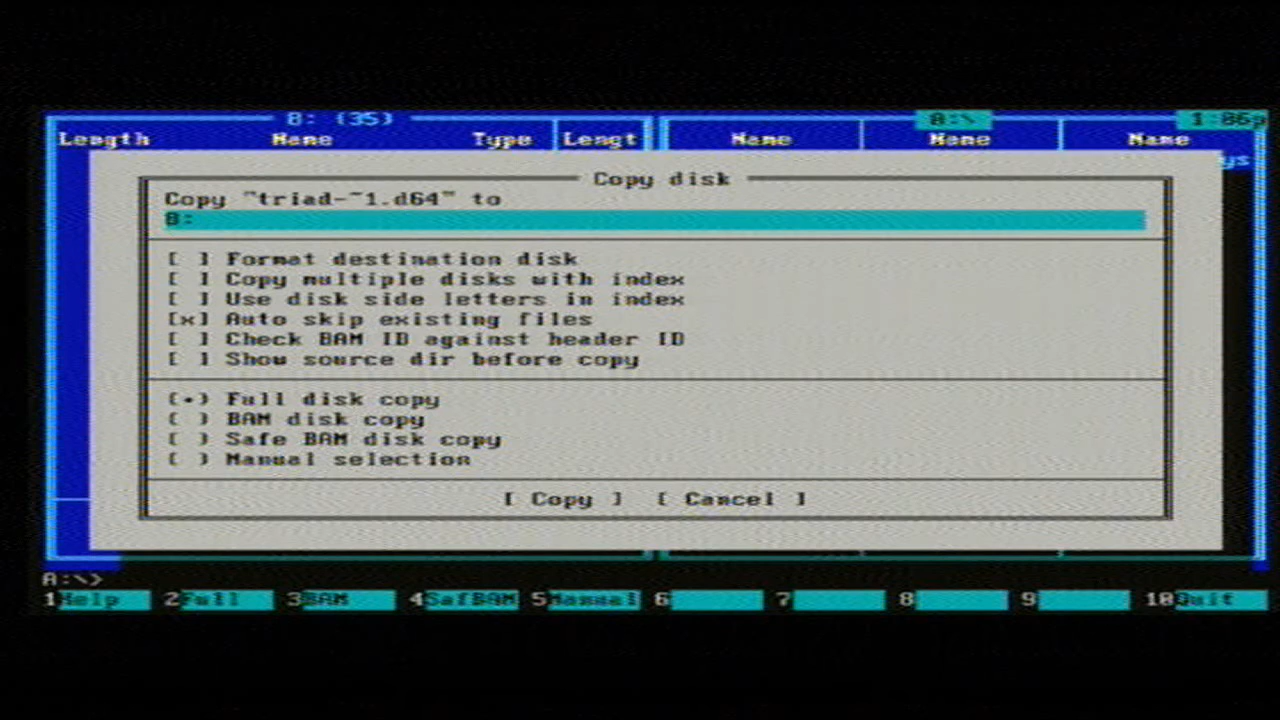 8: (35) A:\ 1:06p
Length Name Type Lengt Name Name Name
ys
Copy disk
Copy "triad-~1.d64" to
8:
[ ] Format destination disk
[ ] Copy multiple disks with index
[ ] Use disk side letters in index
[x] Auto skip existing files
[ ] Check BAM ID against header ID
[ ] Show source dir before copy
(•) Full disk copy
( ) BAM disk copy
( ) Safe BAM disk copy
( ) Manual selection
[ Copy ] [ Cancel ]
A:\>
1Help 2Full 3BAM 4SafBAM 5Manual 6 7 8 9 10Quit